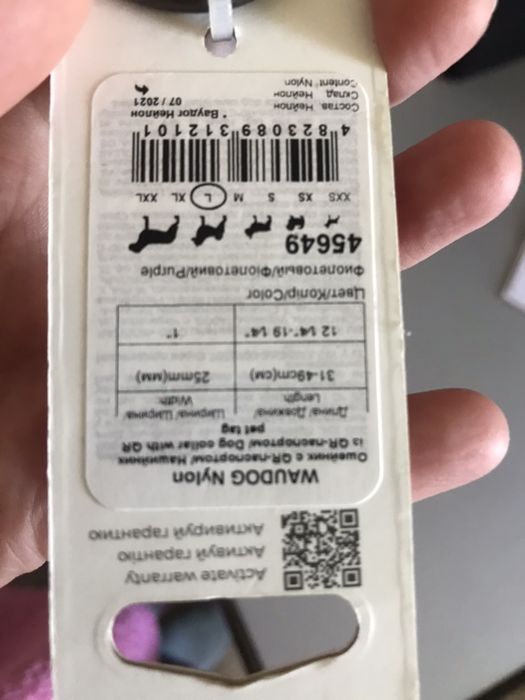 Activate warranty
Активуй гарантію
Активируй гарантию
WAUDOG Nylon
Ошейник с QR-паспортом/ Нашийник
із QR-паспортом/ Dog collar with QR
pet tag
Длина/ Довжина/ Length
Ширина/ Ширина/ Width
31-49cm(см)
25mm(мм)
12 1/4"-19 1/4"
1"
Цвет/Колір/Color
Фиолетовый/Фіолетовий/Purple
45649
XXS XS S M L XL XXL
4 823089 312101
Состав. Нейлон
Склад. Нейлон
Content: Nylon
* Ваудог Нейлон
07 / 2021